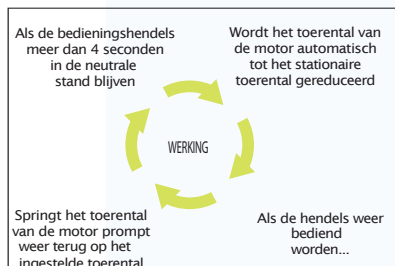 Als de bedieningshendels
meer dan 4 seconden
in de neutrale
stand blijven
Wordt het toerental van
de motor automatisch
tot het stationaire
toerental gereduceerd
WERKING
Als de hendels weer
bediend
worden...
Springt het toerental
van de motor prompt
weer terug op het
ingestelde toerental